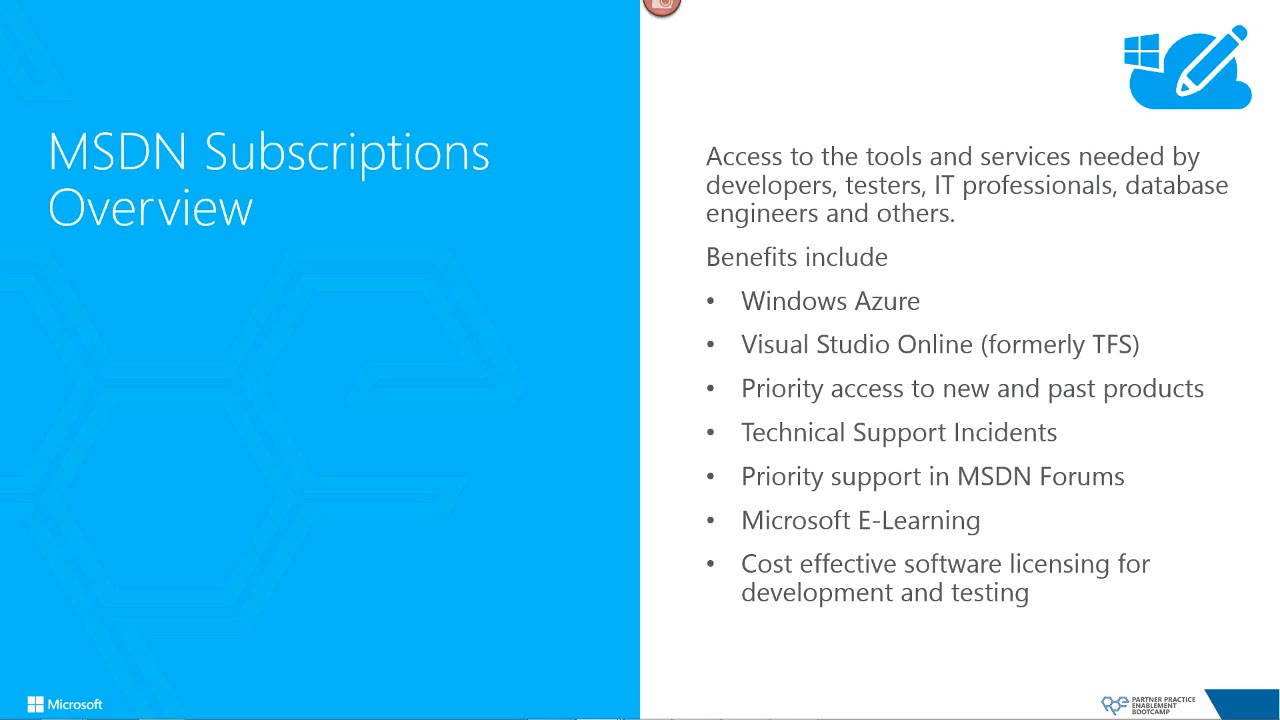 MSDN Subscriptions
Overview
Access to the tools and services needed by
developers, testers, IT professionals, database
engineers and others.
Benefits include
• Windows Azure
• Visual Studio Online (formerly TFS)
• Priority access to new and past products
• Technical Support Incidents
• Priority support in MSDN Forums
• Microsoft E-Learning
• Cost effective software licensing for
development and testing
Microsoft
PARTNER PRACTICE
ENABLEMENT
BOOTCAMP